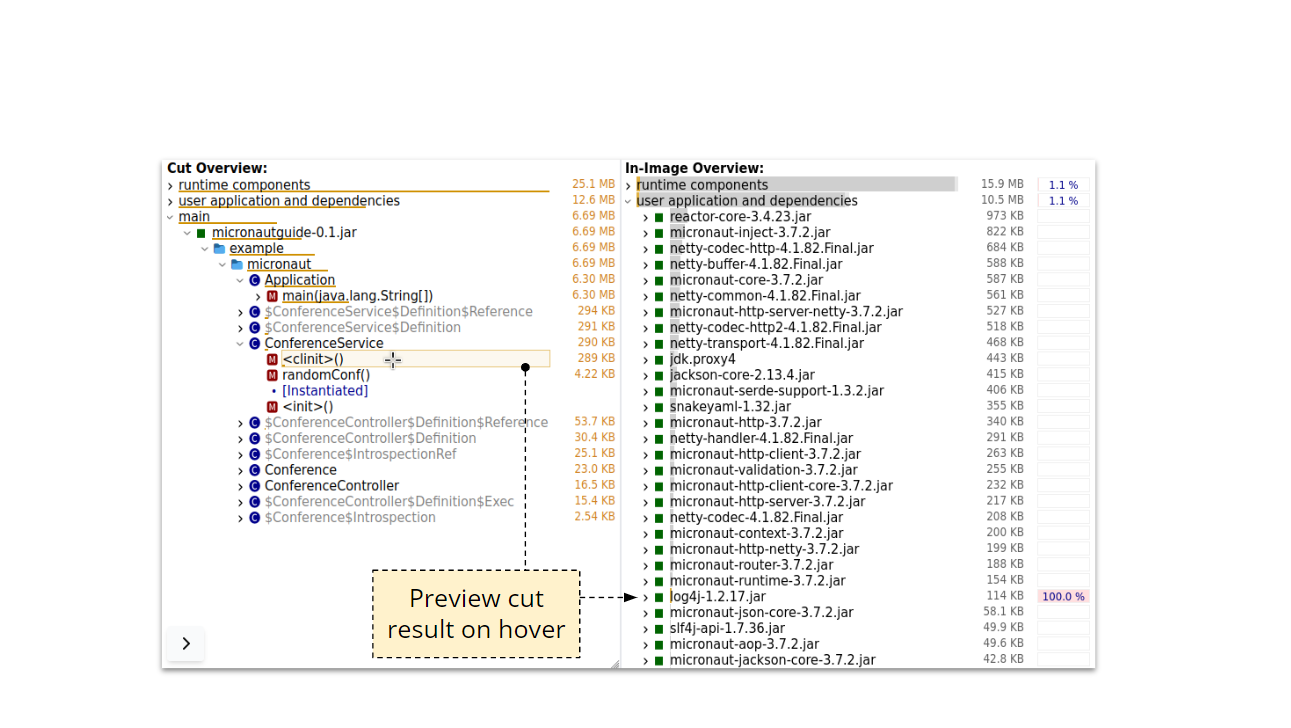 Cut Overview:
runtime components 25.1 MB
user application and dependencies 12.6 MB
main 6.69 MB
micronautguide-0.1.jar 6.69 MB
example 6.69 MB
micronaut 6.69 MB
C Application 6.30 MB
M main(java.lang.String[]) 6.30 MB
C $ConferenceService$Definition$Reference 294 KB
C $ConferenceService$Definition 291 KB
C ConferenceService 290 KB
M <clinit>() 289 KB
M randomConf() 4.22 KB
• [Instantiated]
M <init>()
C $ConferenceController$Definition$Reference 53.7 KB
C $ConferenceController$Definition 30.4 KB
C $Conference$IntrospectionRef 25.1 KB
C Conference 23.0 KB
C ConferenceController 16.5 KB
C $ConferenceController$Definition$Exec 15.4 KB
C $Conference$Introspection 2.54 KB
Preview cut
result on hover
In-Image Overview:
runtime components 15.9 MB 1.1 %
user application and dependencies 10.5 MB 1.1 %
reactor-core-3.4.23.jar 973 KB
micronaut-inject-3.7.2.jar 822 KB
netty-codec-http-4.1.82.Final.jar 684 KB
netty-buffer-4.1.82.Final.jar 588 KB
micronaut-core-3.7.2.jar 587 KB
netty-common-4.1.82.Final.jar 561 KB
micronaut-http-server-netty-3.7.2.jar 527 KB
netty-codec-http2-4.1.82.Final.jar 518 KB
netty-transport-4.1.82.Final.jar 468 KB
jdk.proxy4 443 KB
jackson-core-2.13.4.jar 415 KB
micronaut-serde-support-1.3.2.jar 406 KB
snakeyaml-1.32.jar 355 KB
micronaut-http-3.7.2.jar 340 KB
netty-handler-4.1.82.Final.jar 291 KB
micronaut-http-client-3.7.2.jar 263 KB
micronaut-validation-3.7.2.jar 255 KB
micronaut-http-client-core-3.7.2.jar 232 KB
micronaut-http-server-3.7.2.jar 217 KB
netty-codec-4.1.82.Final.jar 208 KB
micronaut-context-3.7.2.jar 200 KB
micronaut-http-netty-3.7.2.jar 199 KB
micronaut-router-3.7.2.jar 188 KB
micronaut-runtime-3.7.2.jar 154 KB
log4j-1.2.17.jar 114 KB 100.0 %
micronaut-json-core-3.7.2.jar 58.1 KB
slf4j-api-1.7.36.jar 49.9 KB
micronaut-aop-3.7.2.jar 49.6 KB
micronaut-jackson-core-3.7.2.jar 42.8 KB